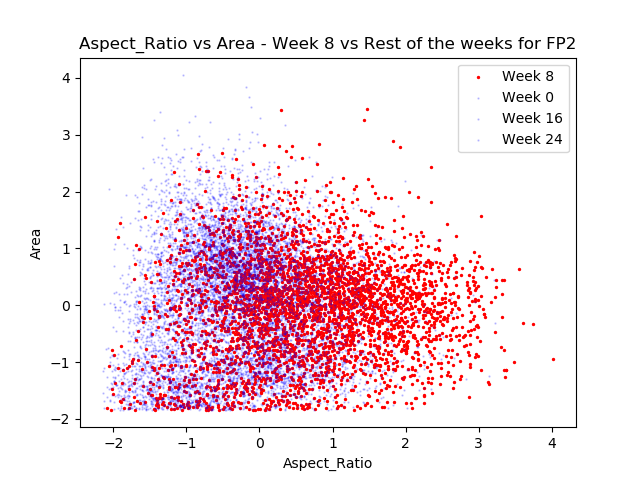 Aspect_Ratio vs Area - Week 8 vs Rest of the weeks for FP2
Week 8
Week 0
Week 16
Week 24
Area
4
3
2
1
0
−1
−2
−2
−1
0
1
2
3
4
Aspect_Ratio